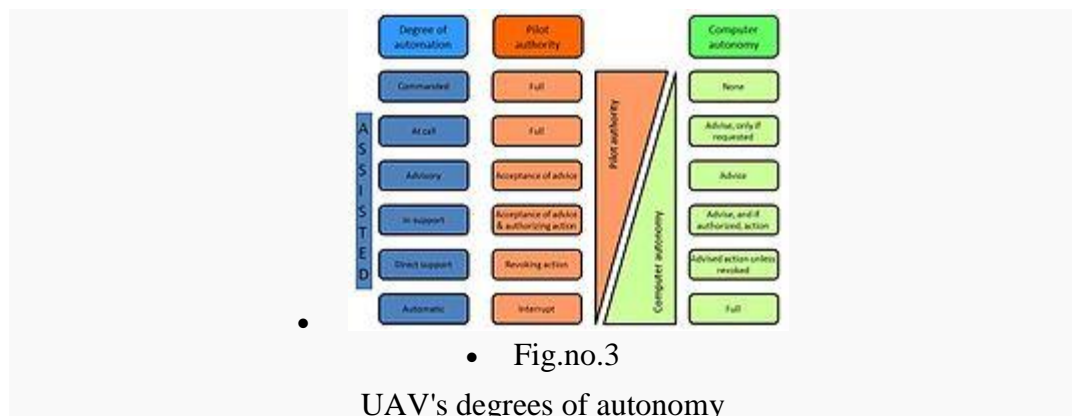 Degree of automation
Pilot authority
Computer autonomy
Commanded
Full
None
ASSISTED
At call
Full
Advise, only if requested
Advisory
Acceptance of advice
Advice
In support
Acceptance of advice & authorizing action
Advise, and if authorized, action
Direct support
Revoking action
Advised action unless revoked
Automatic
Interrupt
Full
Pilot authority
Computer autonomy
• Fig.no.3
UAV's degrees of autonomy